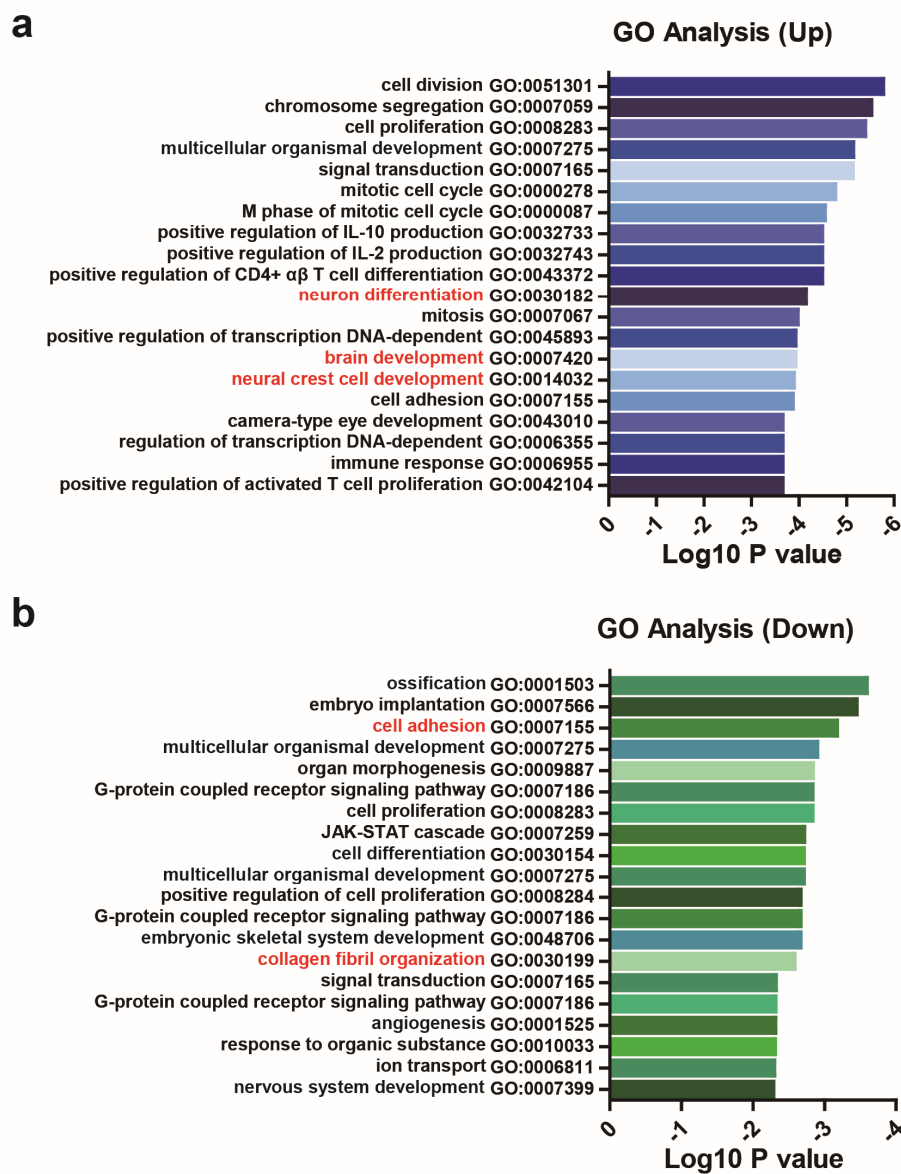 a
GO Analysis (Up)
cell division GO:0051301
chromosome segregation GO:0007059
cell proliferation GO:0008283
multicellular organismal development GO:0007275
signal transduction GO:0007165
mitotic cell cycle GO:0000278
M phase of mitotic cell cycle GO:0000087
positive regulation of IL-10 production GO:0032733
positive regulation of IL-2 production GO:0032743
positive regulation of CD4+ αβ T cell differentiation GO:0043372
neuron differentiation GO:0030182
mitosis GO:0007067
positive regulation of transcription DNA-dependent GO:0045893
brain development GO:0007420
neural crest cell development GO:0014032
cell adhesion GO:0007155
camera-type eye development GO:0043010
regulation of transcription DNA-dependent GO:0006355
immune response GO:0006955
positive regulation of activated T cell proliferation GO:0042104
0 -1 -2 -3 -4 -5 -6
Log10 P value
b
GO Analysis (Down)
ossification GO:0001503
embryo implantation GO:0007566
cell adhesion GO:0007155
multicellular organismal development GO:0007275
organ morphogenesis GO:0009887
G-protein coupled receptor signaling pathway GO:0007186
cell proliferation GO:0008283
JAK-STAT cascade GO:0007259
cell differentiation GO:0030154
multicellular organismal development GO:0007275
positive regulation of cell proliferation GO:0008284
G-protein coupled receptor signaling pathway GO:0007186
embryonic skeletal system development GO:0048706
collagen fibril organization GO:0030199
signal transduction GO:0007165
G-protein coupled receptor signaling pathway GO:0007186
angiogenesis GO:0001525
response to organic substance GO:0010033
ion transport GO:0006811
nervous system development GO:0007399
0 -1 -2 -3 -4
Log10 P value